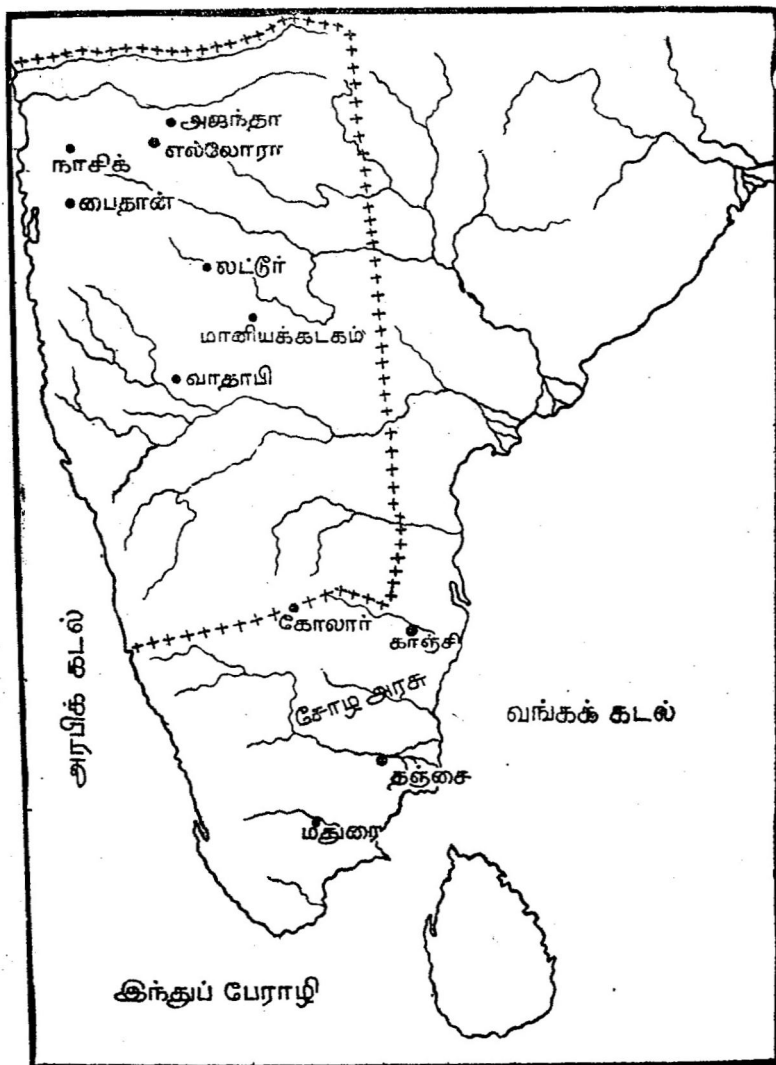 அஜந்தா
எல்லோரா
நாசிக்
பைதான்
லட்டூர்
மானியக்கடகம்
வாதாபி
கோலார்
காஞ்சி
சோழ அரசு
அரபிக் கடல்
வங்கக் கடல்
தஞ்சை
மதுரை
இந்துப் பேராழி